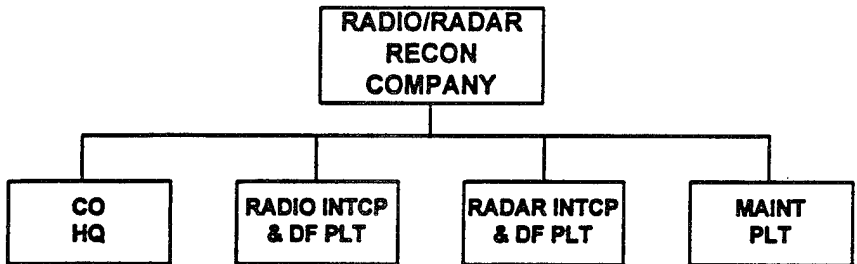 RADIO/RADAR
RECON
COMPANY
CO
HQ
RADIO INTCP
& DF PLT
RADAR INTCP
& DF PLT
MAINT
PLT